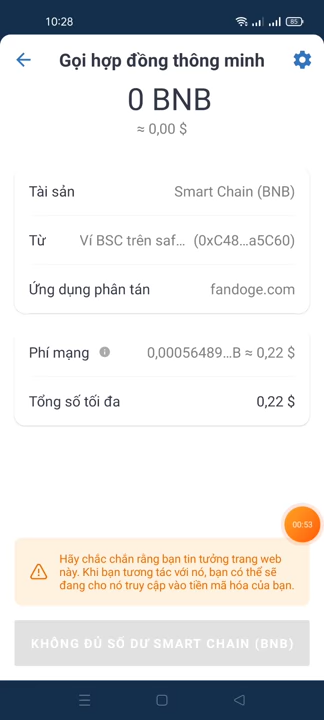 10:28
85
Gọi hợp đồng thông minh
0 BNB
≈ 0,00 $
Tài sản Smart Chain (BNB)
Từ Ví BSC trên saf... (0xC48...a5C60)
Ứng dụng phân tán fandoge.com
Phí mạng 0,00056489...B ≈ 0,22 $
Tổng số tối đa 0,22 $
00:53
Hãy chắc chắn rằng bạn tin tưởng trang web
này. Khi bạn tương tác với nó, bạn có thể sẽ
đang cho nó truy cập vào tiền mã hóa của bạn.
KHÔNG ĐỦ SỐ DƯ SMART CHAIN (BNB)